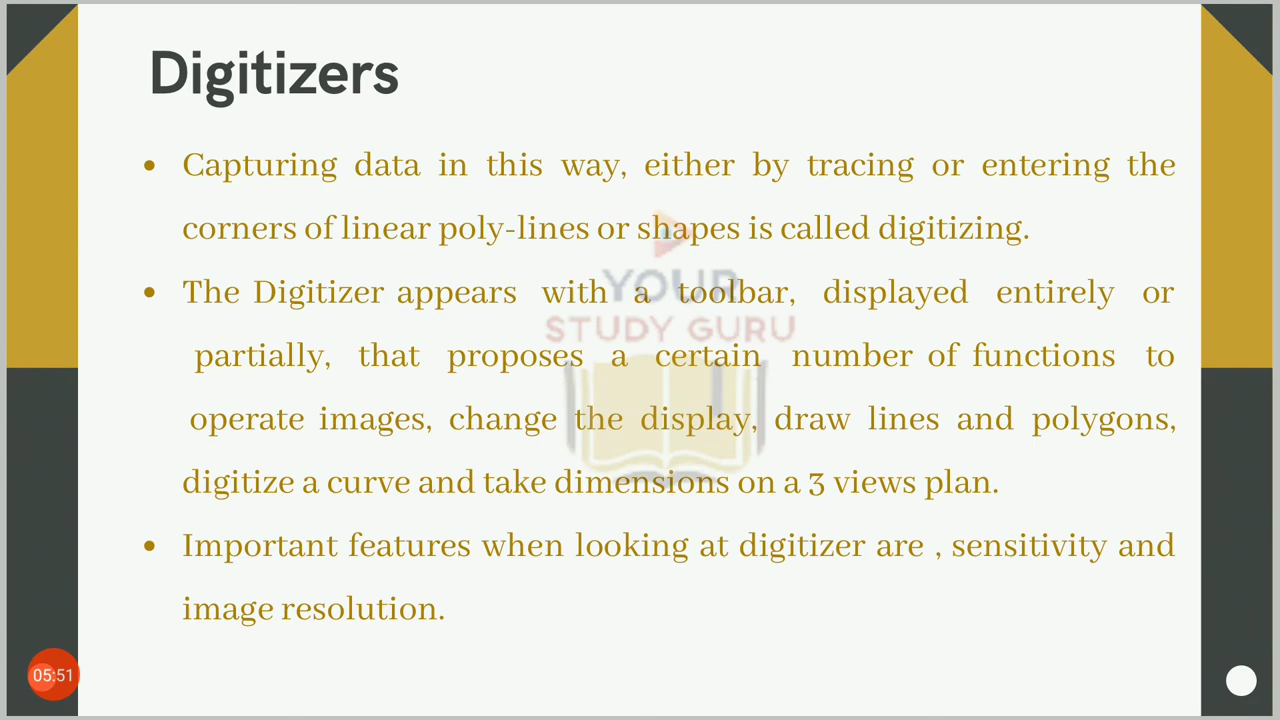 Digitizers
• Capturing data in this way, either by tracing or entering the
corners of linear poly-lines or shapes is called digitizing.
• The Digitizer appears with a toolbar, displayed entirely or
partially, that proposes a certain number of functions to
operate images, change the display, draw lines and polygons,
digitize a curve and take dimensions on a 3 views plan.
• Important features when looking at digitizer are , sensitivity and
image resolution.
YOUR
STUDY GURU
05:51